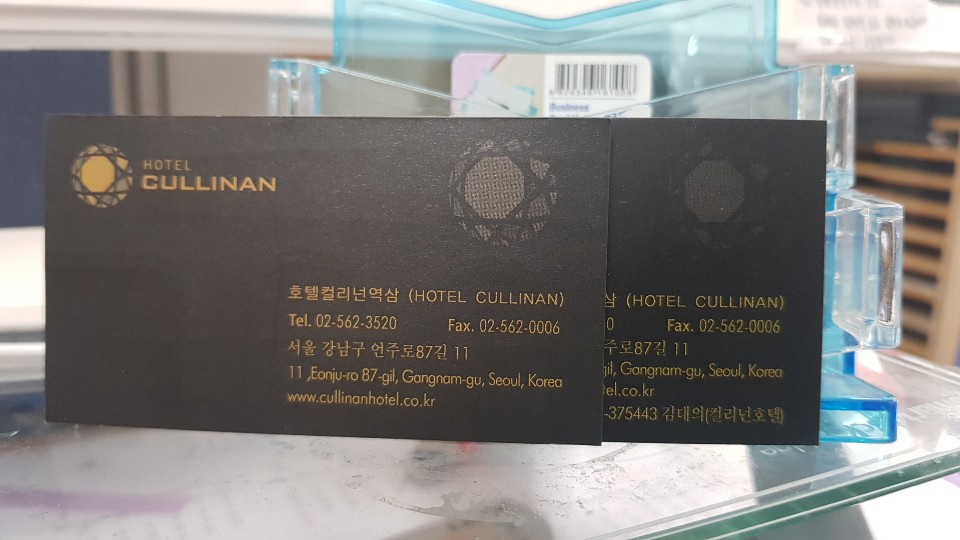 HOTEL
CULLINAN
호텔컬리넌역삼 (HOTEL CULLINAN)
Tel. 02-562-3520 Fax. 02-562-0006
서울 강남구 언주로87길 11
11 ,Eonju-ro 87-gil, Gangnam-gu, Seoul, Korea
www.cullinanhotel.co.kr
삼 (HOTEL CULLINAN)
0 Fax. 02-562-0006
주로87길 11
gil, Gangnam-gu, Seoul, Korea
tel.co.kr
-375443 김대의(컬리넌호텔)
Business